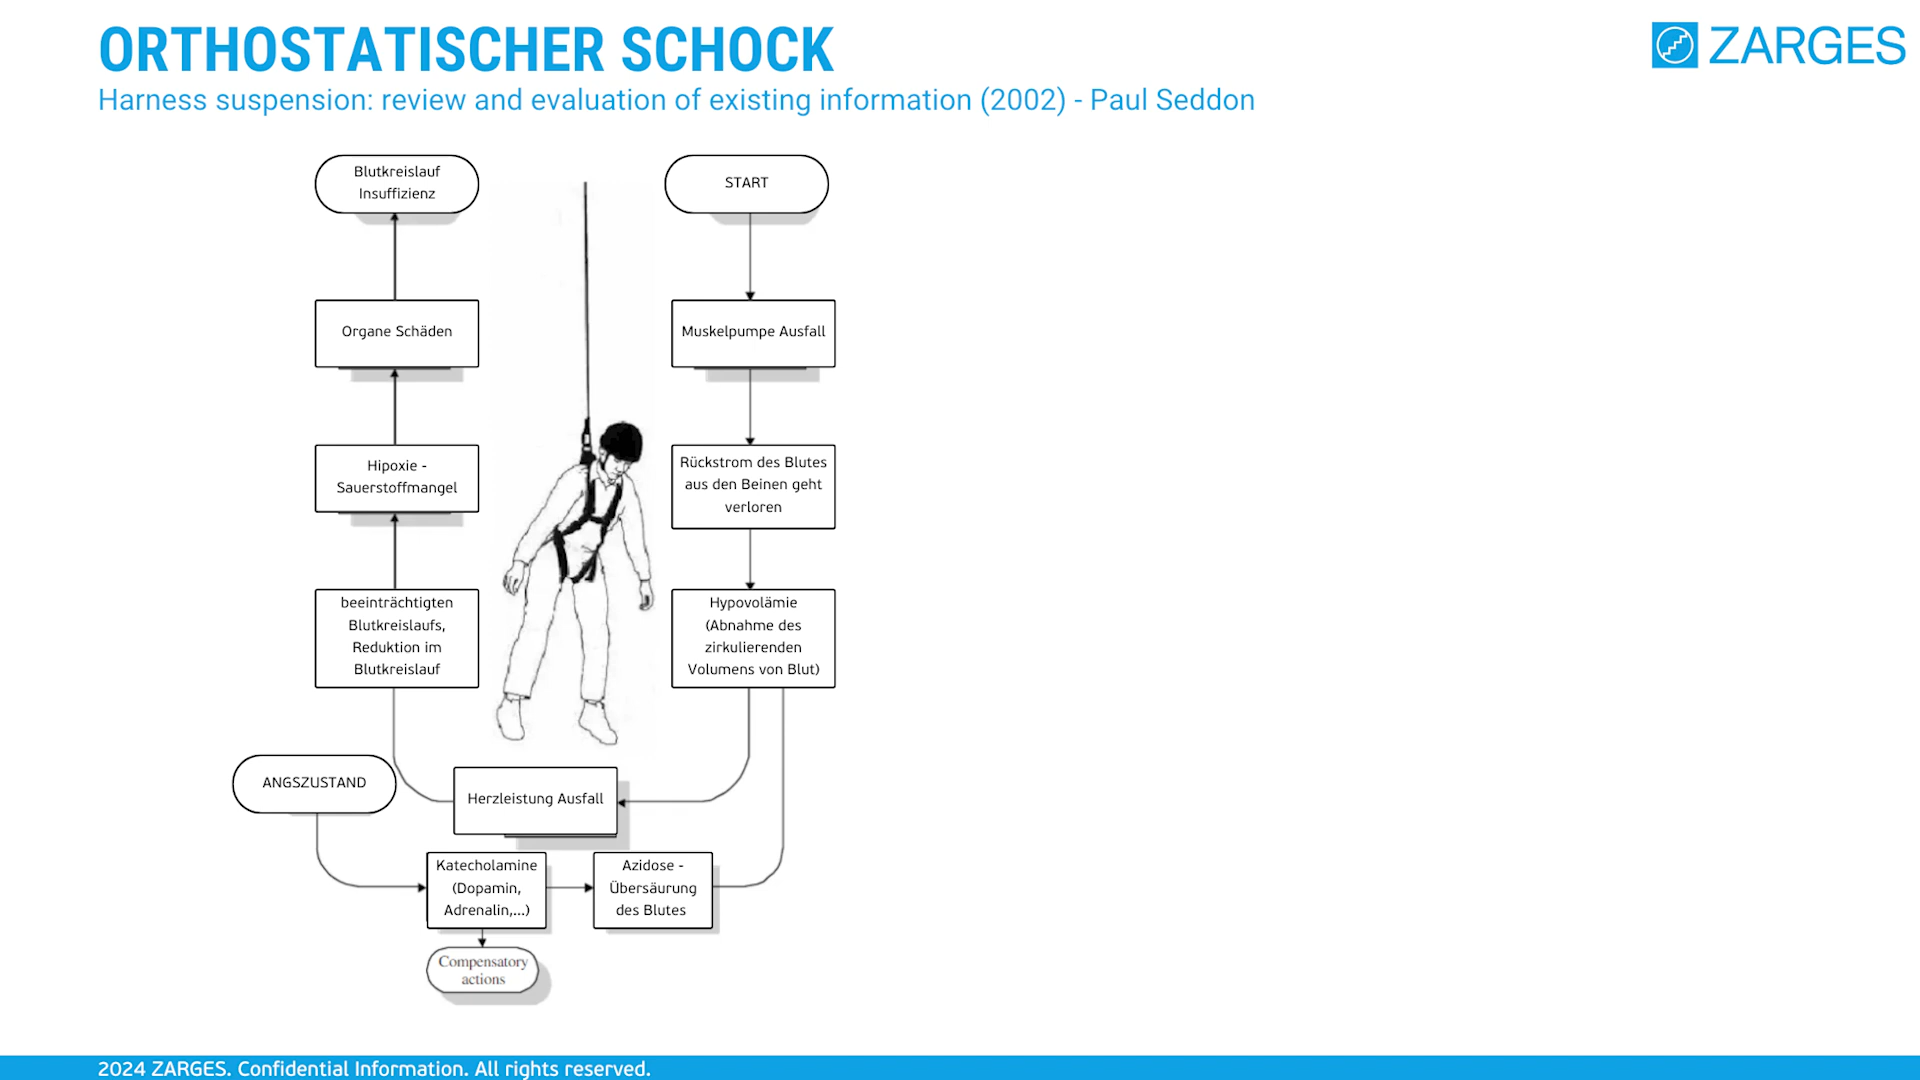 ORTHOSTATISCHER SCHOCK
ZARGES
Harness suspension: review and evaluation of existing information (2002) - Paul Seddon
Blutkreislauf
Insuffizienz
START
Organe Schäden
Muskelpumpe Ausfall
Hipoxie -
Sauerstoffmangel
Rückstrom des Blutes
aus den Beinen geht
verloren
beeinträchtigten
Blutkreislaufs,
Reduktion im
Blutkreislauf
Hypovolämie
(Abnahme des
zirkulierenden
Volumens von Blut)
ANGSZUSTAND
Herzleistung Ausfall
Katecholamine
(Dopamin,
Adrenalin,...)
Azidose -
Übersäurung
des Blutes
Compensatory
actions
2024 ZARGES. Confidential Information. All rights reserved.